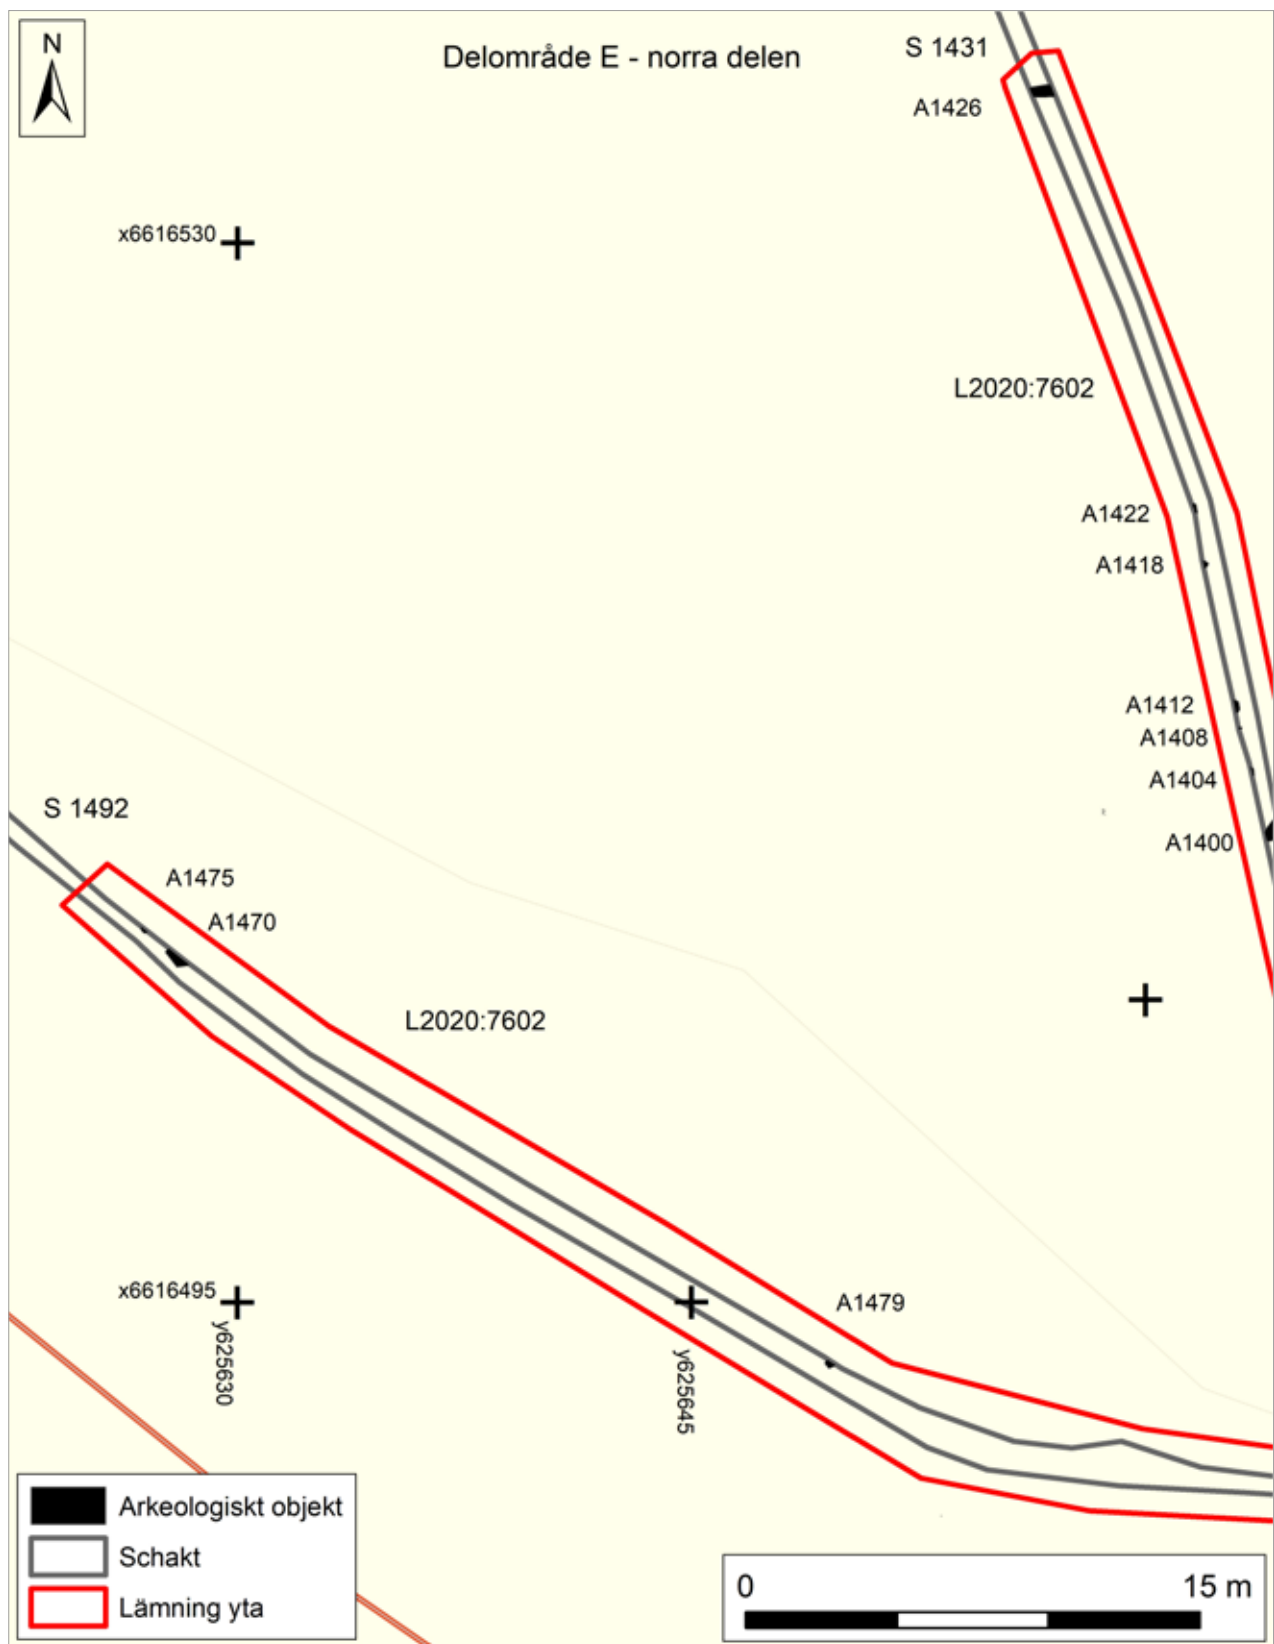 N
Delområde E - norra delen
S 1431
A1426
x6616530
L2020:7602
A1422
A1418
A1412
A1408
A1404
A1400
S 1492
A1475
A1470
L2020:7602
x6616495
y625630
y625645
A1479
Arkeologiskt objekt
Schakt
Lämning yta
0 15 m